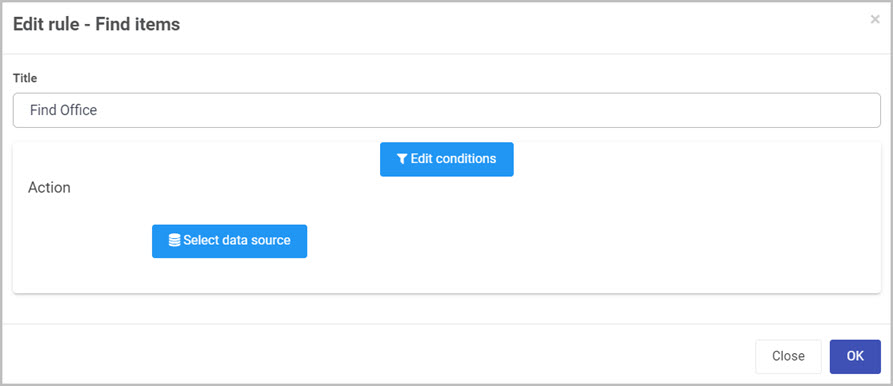 Edit rule - Find items
×
Title
Find Office
Edit conditions
Action
Select data source
Close OK